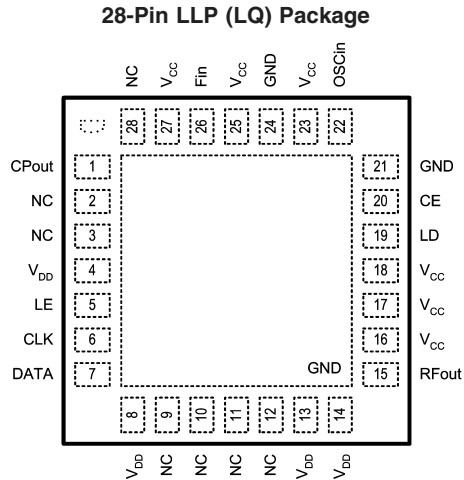 28-Pin LLP (LQ) Package
NC
VCC
Fin
VCC
GND
VCC
OSCin
28
27
26
25
24
23
22
CPout 1
NC 2
NC 3
VDD 4
LE 5
CLK 6
DATA 7
21 GND
20 CE
19 LD
18 VCC
17 VCC
16 VCC
15 RFout
GND
8
9
10
11
12
13
14
VDD
NC
NC
NC
NC
VDD
VDD